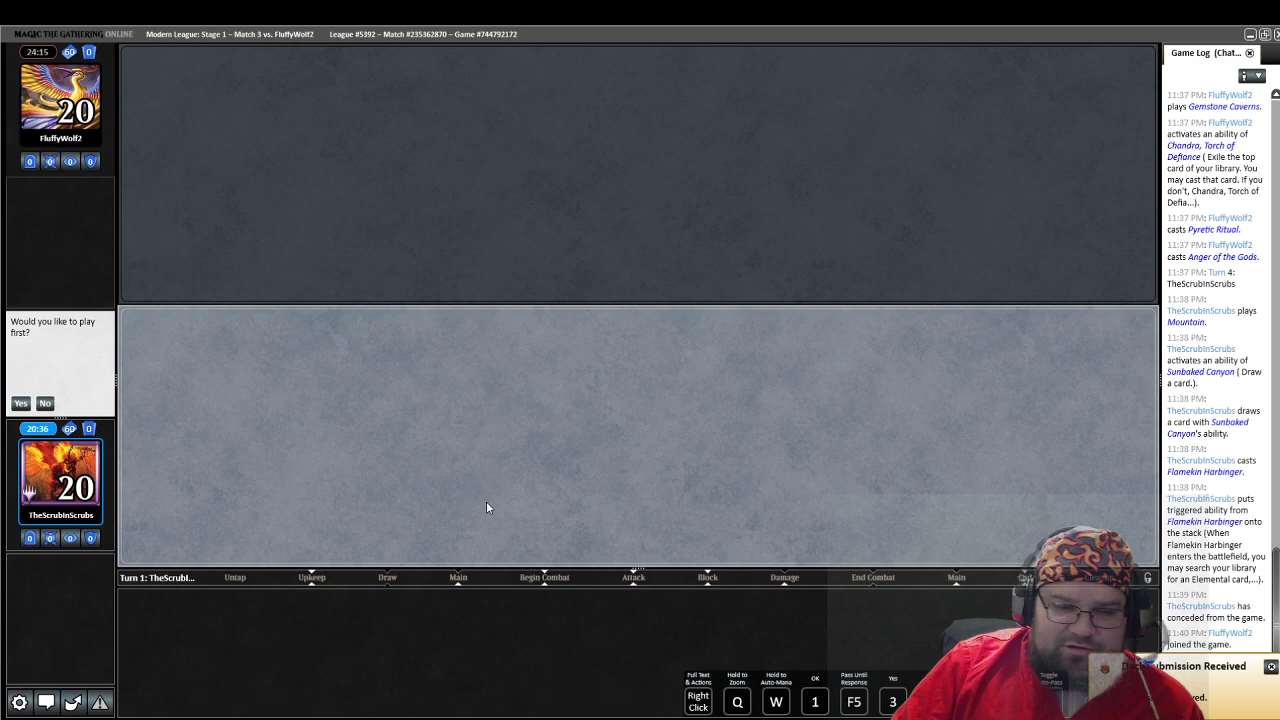 MAGIC THE GATHERING ONLINE
Modern League: Stage 1 – Match 3 vs. FluffyWolf2
League #5392 – Match #235362870 – Game #744792172
24:15
60
0
20
FluffyWolf2
0
0
0
0
Would you like to play
first?
Yes
No
20:36
60
0
20
TheScrubInScrubs
0
0
0
0
Turn 1: TheScrubI...
Untap
Upkeep
Draw
Main
Begin Combat
Attack
Block
Damage
End Combat
Main
Full Text
& Actions
Right
Click
Hold to
Zoom
Q
Hold to
Auto-Mana
W
OK
1
Pass Until
Response
F5
Yes
3
Game Log (Chat...
11:37 PM: FluffyWolf2
plays Gemstone Caverns.
11:37 PM: FluffyWolf2
activates an ability of
Chandra, Torch of
Defiance ( Exile the top
card of your library. You
may cast that card. If you
don't, Chandra, Torch of
Defia...).
11:37 PM: FluffyWolf2
casts Pyretic Ritual.
11:37 PM: FluffyWolf2
casts Anger of the Gods.
11:37 PM: Turn 4:
TheScrubInScrubs
11:38 PM:
TheScrubInScrubs plays
Mountain.
11:38 PM:
TheScrubInScrubs
activates an ability of
Sunbaked Canyon ( Draw
a card.).
11:38 PM:
TheScrubInScrubs
draws a card with Sunbaked
Canyon's ability.
11:38 PM:
TheScrubInScrubs casts
Flamekin Harbinger.
11:38 PM:
TheScrubInScrubs puts
triggered ability from
Flamekin Harbinger onto
the stack (When
Flamekin Harbinger
enters the battlefield, you
may search your library
for an Elemental card,...).
11:39 PM:
TheScrubInScrubs has
conceded from the game.
11:40 PM: FluffyWolf2
joined the game.
Submission Received